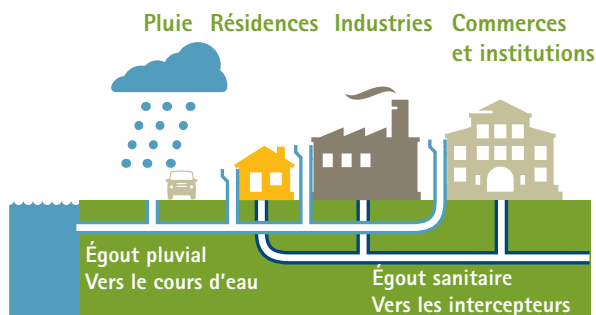 Pluie Résidences Industries Commerces
et institutions
Égout pluvial
Vers le cours d'eau
Égout sanitaire
Vers les intercepteurs